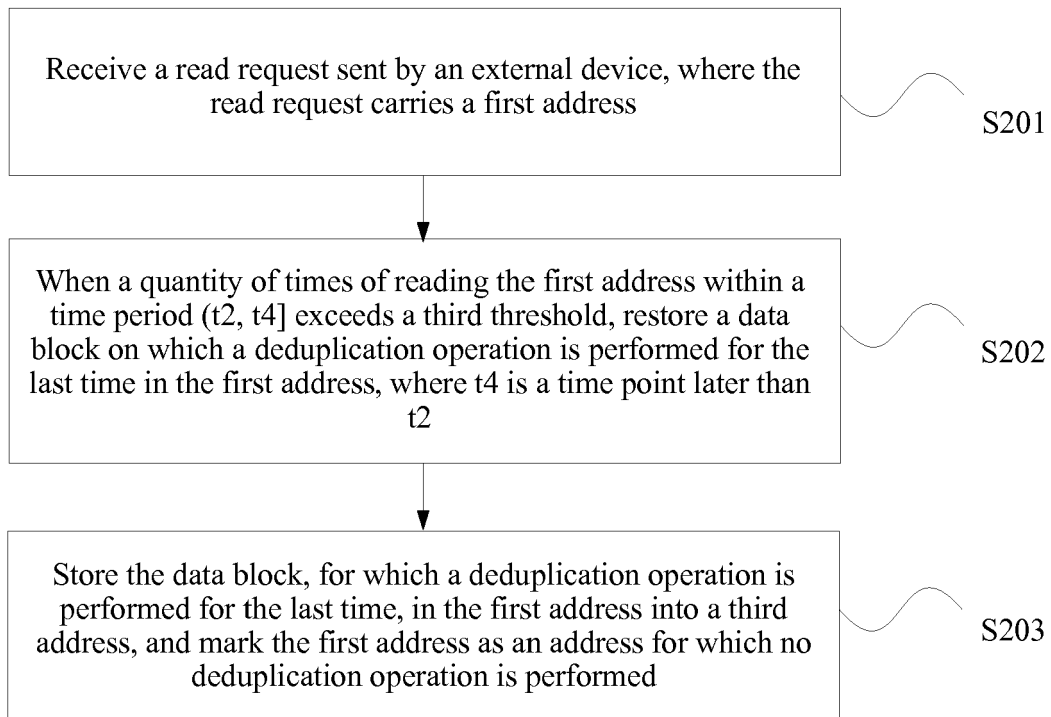 Receive a read request sent by an external device, where the
read request carries a first address
S201
When a quantity of times of reading the first address within a
time period (t2, t4] exceeds a third threshold, restore a data
block on which a deduplication operation is performed for the
last time in the first address, where t4 is a time point later than
t2
S202
Store the data block, for which a deduplication operation is
performed for the last time, in the first address into a third
address, and mark the first address as an address for which no
deduplication operation is performed
S203